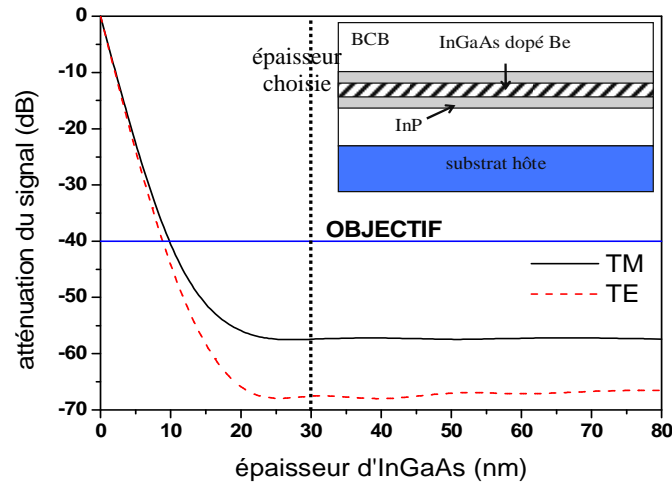 0
-10
-20
-30
-40
-50
-60
-70
atténuation du signal (dB)
épaisseur
choisie
BCB
InGaAs dopé Be
InP
substrat hôte
OBJECTIF
TM
TE
0 10 20 30 40 50 60 70 80
épaisseur d'InGaAs (nm)